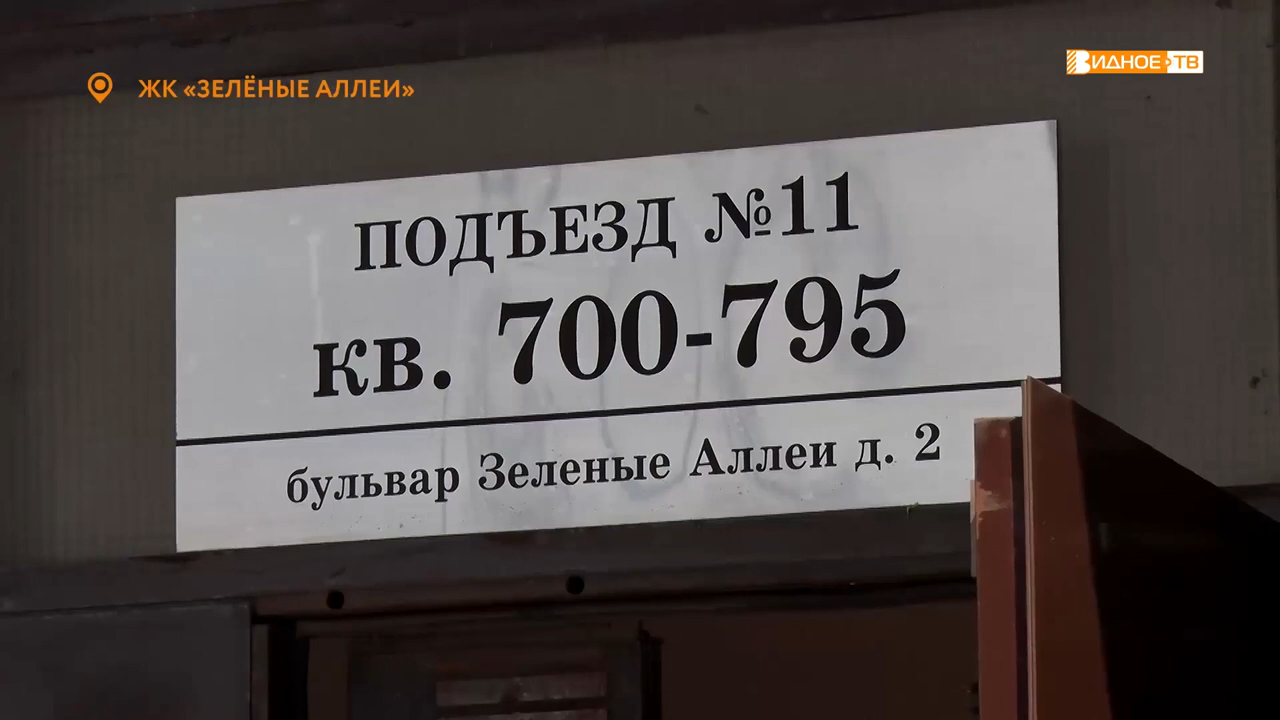 ЖК «ЗЕЛЁНЫЕ АЛЛЕИ»
ВИДНОЕ ТВ
ПОДЪЕЗД №11
кв. 700-795
бульвар Зеленые Аллеи д. 2